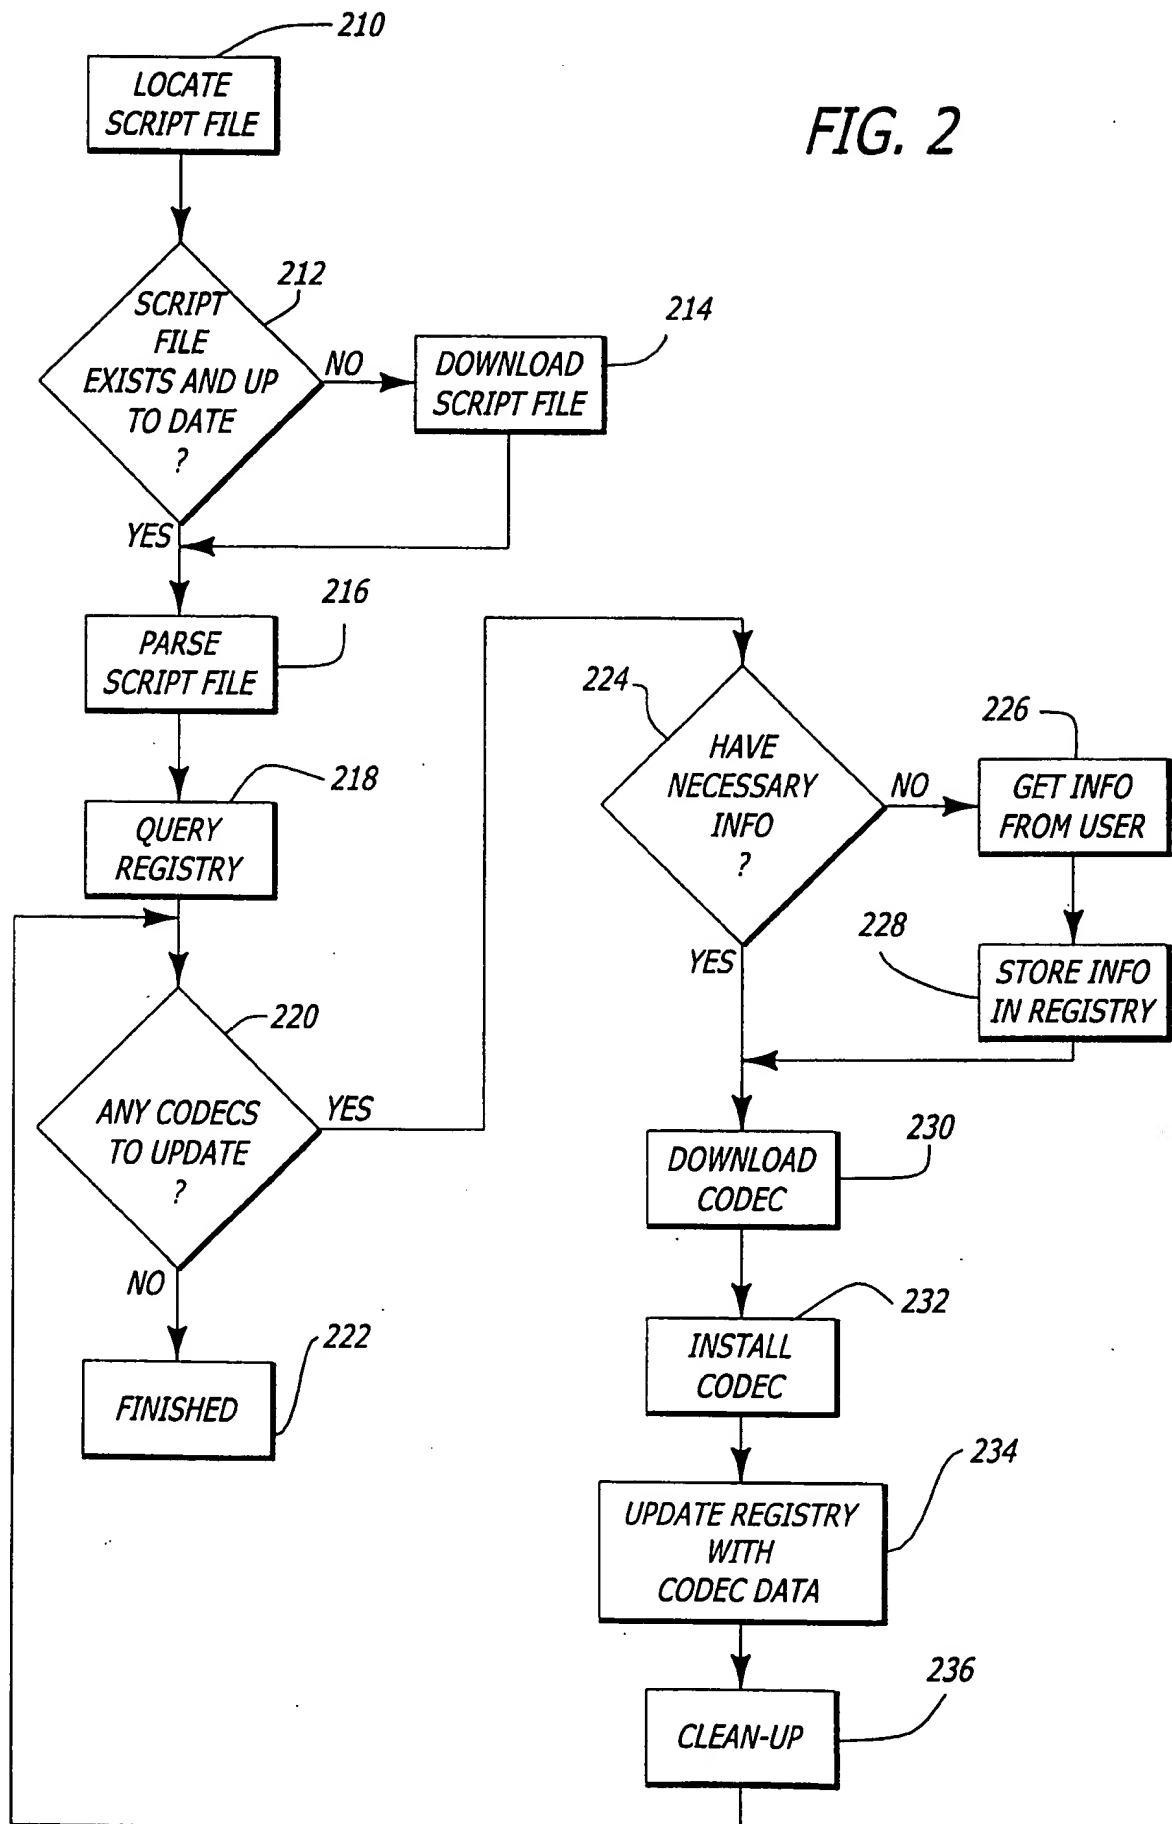 210
LOCATE
SCRIPT FILE
FIG. 2
212
SCRIPT
FILE
EXISTS AND UP
TO DATE
?
NO
214
DOWNLOAD
SCRIPT FILE
YES
216
PARSE
SCRIPT FILE
218
QUERY
REGISTRY
220
ANY CODECS
TO UPDATE
?
YES
NO
222
FINISHED
224
HAVE
NECESSARY
INFO
?
NO
226
GET INFO
FROM USER
228
STORE INFO
IN REGISTRY
YES
230
DOWNLOAD
CODEC
232
INSTALL
CODEC
234
UPDATE REGISTRY
WITH
CODEC DATA
236
CLEAN-UP